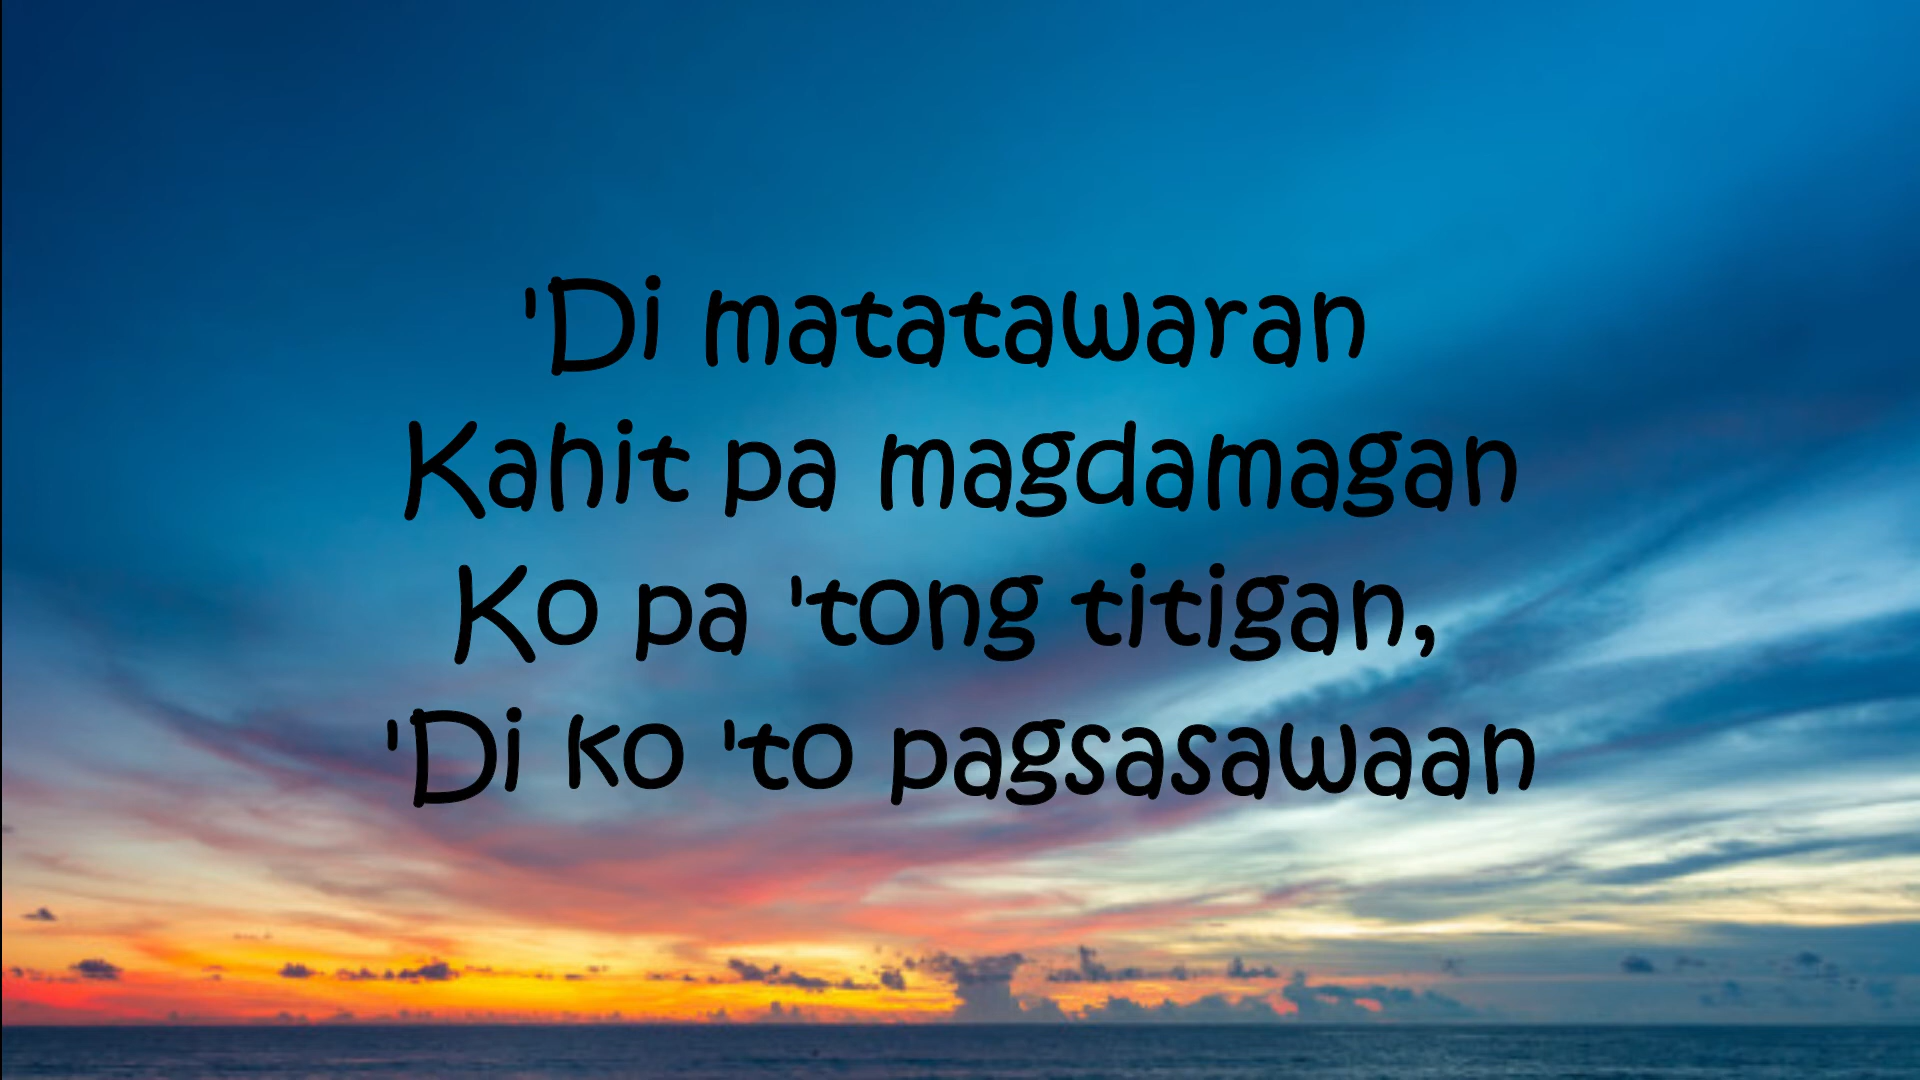 'Di matatawaran
Kahit pa magdamagan
Ko pa 'tong titigan,
'Di ko 'to pagsasawaan